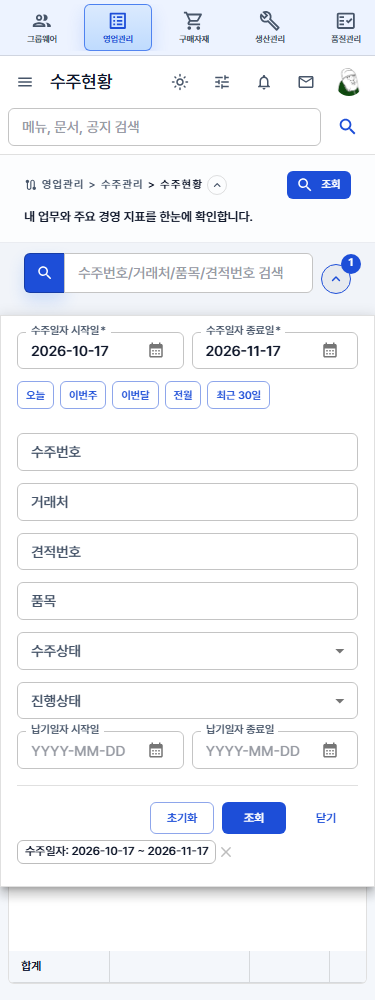 그룹웨어
영업관리
구매자재
생산관리
품질관리
수주현황
메뉴, 문서, 공지 검색
영업관리 > 수주관리 > 수주현황
조회
내 업무와 주요 경영 지표를 한눈에 확인합니다.
수주번호/거래처/품목/견적번호 검색
1
수주일자 시작일*
수주일자 종료일*
2026-10-17
2026-11-17
오늘
이번주
이번달
전월
최근 30일
수주번호
거래처
견적번호
품목
수주상태
진행상태
납기일자 시작일
납기일자 종료일
YYYY-MM-DD
YYYY-MM-DD
초기화
조회
닫기
수주일자: 2026-10-17 ~ 2026-11-17
합계